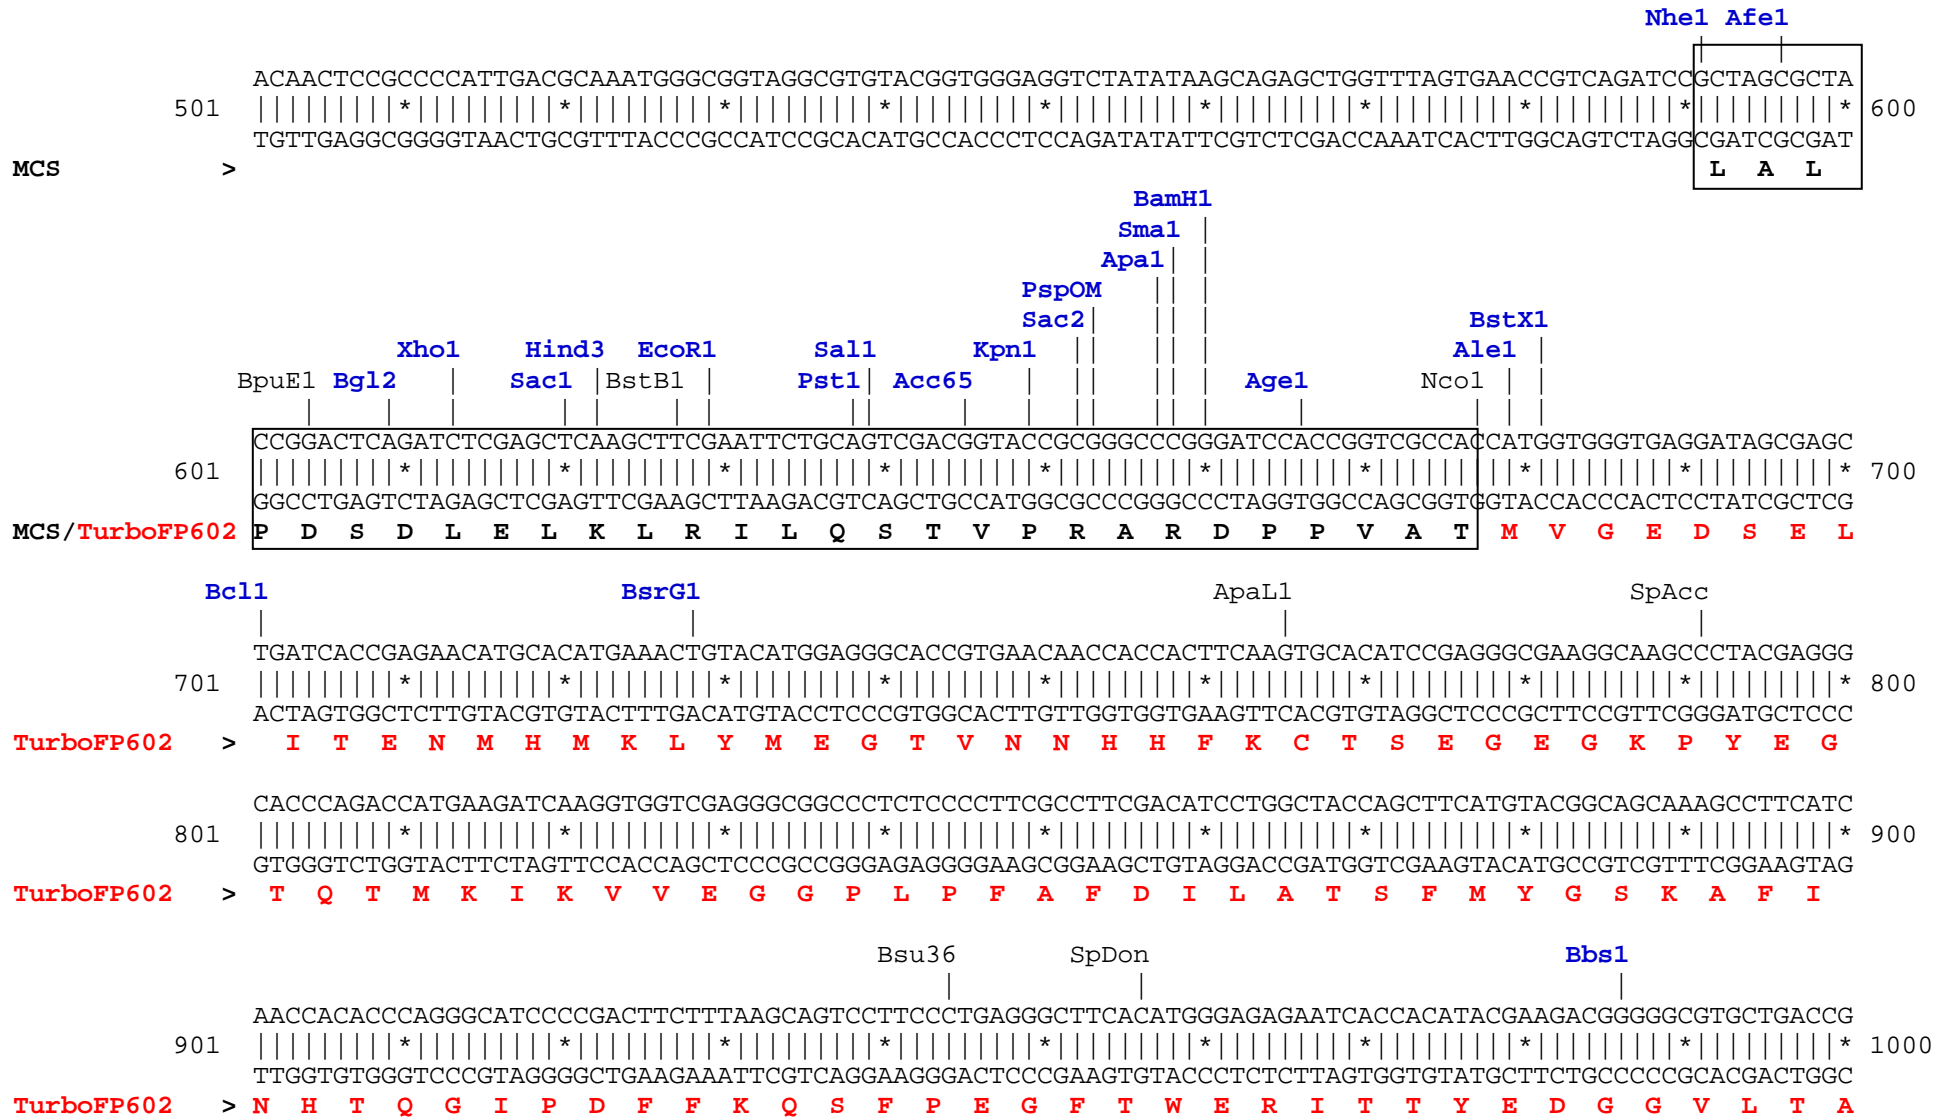 Nhe1 Afe1
ACAACTCCGCCCCATTGACGCAAATGGGCGGTAGGCGTGTACGGTGGGAGGTCTATATAAGCAGAGCTGGTTTAGTGAACCGTCAGATCCGCTAGCGCTA
501 |||||||||*|||||||||*|||||||||*|||||||||*|||||||||*|||||||||*|||||||||*|||||||||*|||||||||*|||||||||* 600
TGTTGAGGCGGGGTAACTGCGTTTACCCGCCATCCGCACATGCCACCCTCCAGATATATTCGTCTCGACCAAATCACTTGGCAGTCTAGGCGATCGCGAT
MCS > L A L
BamH1
Sma1
Apa1
PspOM
Sac2 BstX1
Xho1 Hind3 EcoR1 Sal1 Kpn1 Ale1
BpuE1 Bgl2 Sac1 BstB1 Pst1 Acc65 Age1 Nco1
CCGGACTCAGATCTCGAGCTCAAGCTTCGAATTCTGCAGTCGACGGTACCGCGGGCCCGGGATCCACCGGTCGCCACCATGGTGGGTGAGGATAGCGAGC
601 |||||||||*|||||||||*|||||||||*|||||||||*|||||||||*|||||||||*|||||||||*|||||||||*|||||||||*|||||||||* 700
GGCCTGAGTCTAGAGCTCGAGTTCGAAGCTTAAGACGTCAGCTGCCATGGCGCCCGGGCCCTAGGTGGCCAGCGGTGGTACCACCCACTCCTATCGCTCG
MCS/TurboFP602 P D S D L E L K L R I L Q S T V P R A R D P P V A T M V G E D S E L
Bcl1 BsrG1 ApaL1 SpAcc
TGATCACCGAGAACATGCACATGAAACTGTACATGGAGGGCACCGTGAACAACCACCACTTCAAGTGCACATCCGAGGGCGAAGGCAAGCCCTACGAGGG
701 |||||||||*|||||||||*|||||||||*|||||||||*|||||||||*|||||||||*|||||||||*|||||||||*|||||||||*|||||||||* 800
ACTAGTGGCTCTTGTACGTGTACTTTGACATGTACCTCCCGTGGCACTTGTTGGTGGTGAAGTTCACGTGTAGGCTCCCGCTTCCGTTCGGGATGCTCCC
TurboFP602 > I T E N M H M K L Y M E G T V N N H H F K C T S E G E G K P Y E G
CACCCAGACCATGAAGATCAAGGTGGTCGAGGGCGGCCCTCTCCCCTTCGCCTTCGACATCCTGGCTACCAGCTTCATGTACGGCAGCAAAGCCTTCATC
801 |||||||||*|||||||||*|||||||||*|||||||||*|||||||||*|||||||||*|||||||||*|||||||||*|||||||||*|||||||||* 900
GTGGGTCTGGTACTTCTAGTTCCACCAGCTCCCGCCGGGAGAGGGGAAGCGGAAGCTGTAGGACCGATGGTCGAAGTACATGCCGTCGTTTCGGAAGTAG
TurboFP602 > T Q T M K I K V V E G G P L P F A F D I L A T S F M Y G S K A F I
Bsu36 SpDon Bbs1
AACCACACCCAGGGCATCCCCGACTTCTTTAAGCAGTCCTTCCCTGAGGGCTTCACATGGGAGAGAATCACCACATACGAAGACGGGGGCGTGCTGACCG
901 |||||||||*|||||||||*|||||||||*|||||||||*|||||||||*|||||||||*|||||||||*|||||||||*|||||||||*|||||||||* 1000
TTGGTGTGGGTCCCGTAGGGGCTGAAGAAATTCGTCAGGAAGGGACTCCCGAAGTGTACCCTCTCTTAGTGGTGTATGCTTCTGCCCCCGCACGACTGGC
TurboFP602 > N H T Q G I P D F F K Q S F P E G F T W E R I T T Y E D G G V L T A